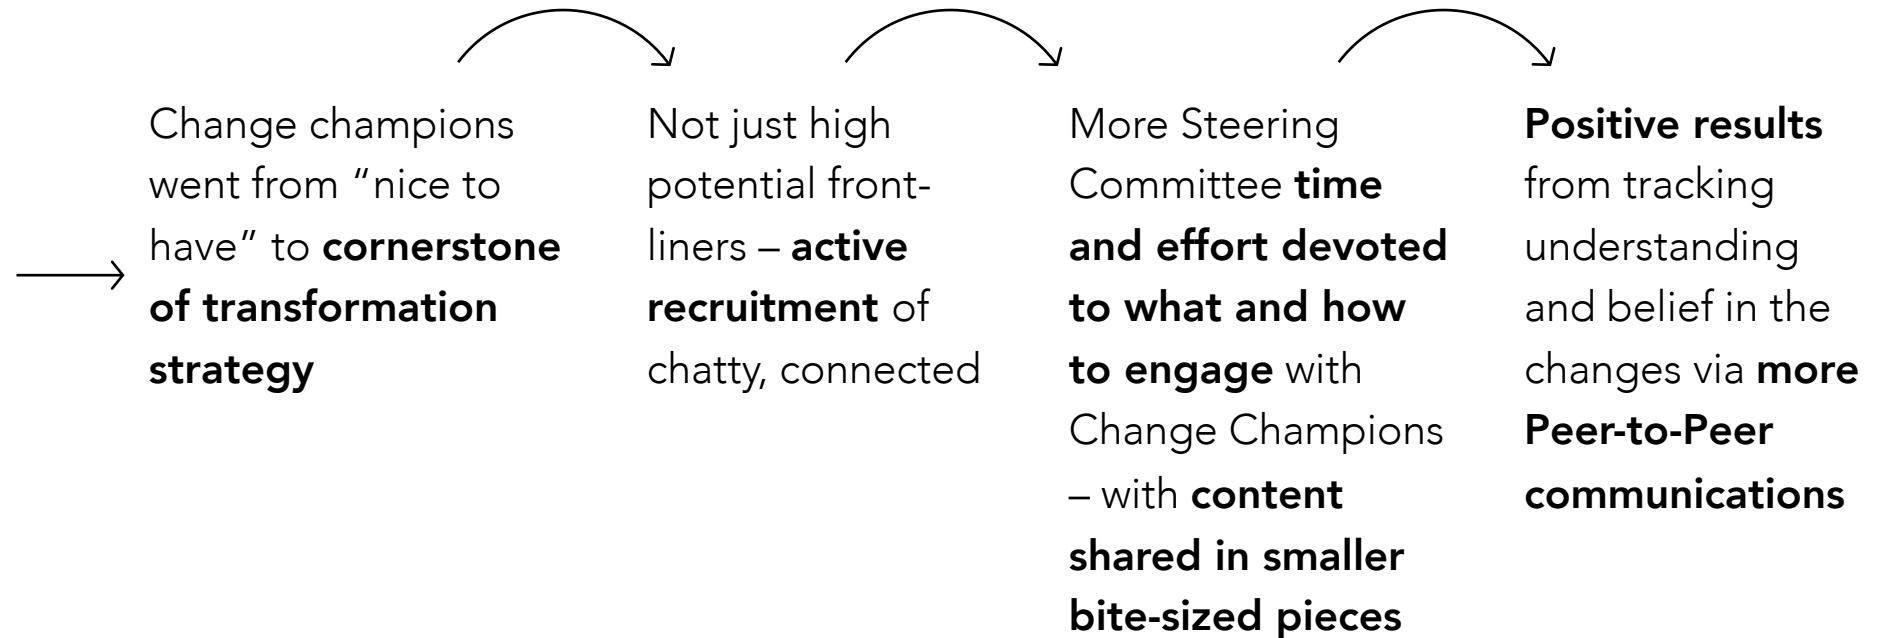 Change champions
went from “nice to
have” to cornerstone
of transformation
strategy
Not just high
potential front-
liners – active
recruitment of
chatty, connected
More Steering
Committee time
and effort devoted
to what and how
to engage with
Change Champions
– with content
shared in smaller
bite-sized pieces
Positive results
from tracking
understanding
and belief in the
changes via more
Peer-to-Peer
communications